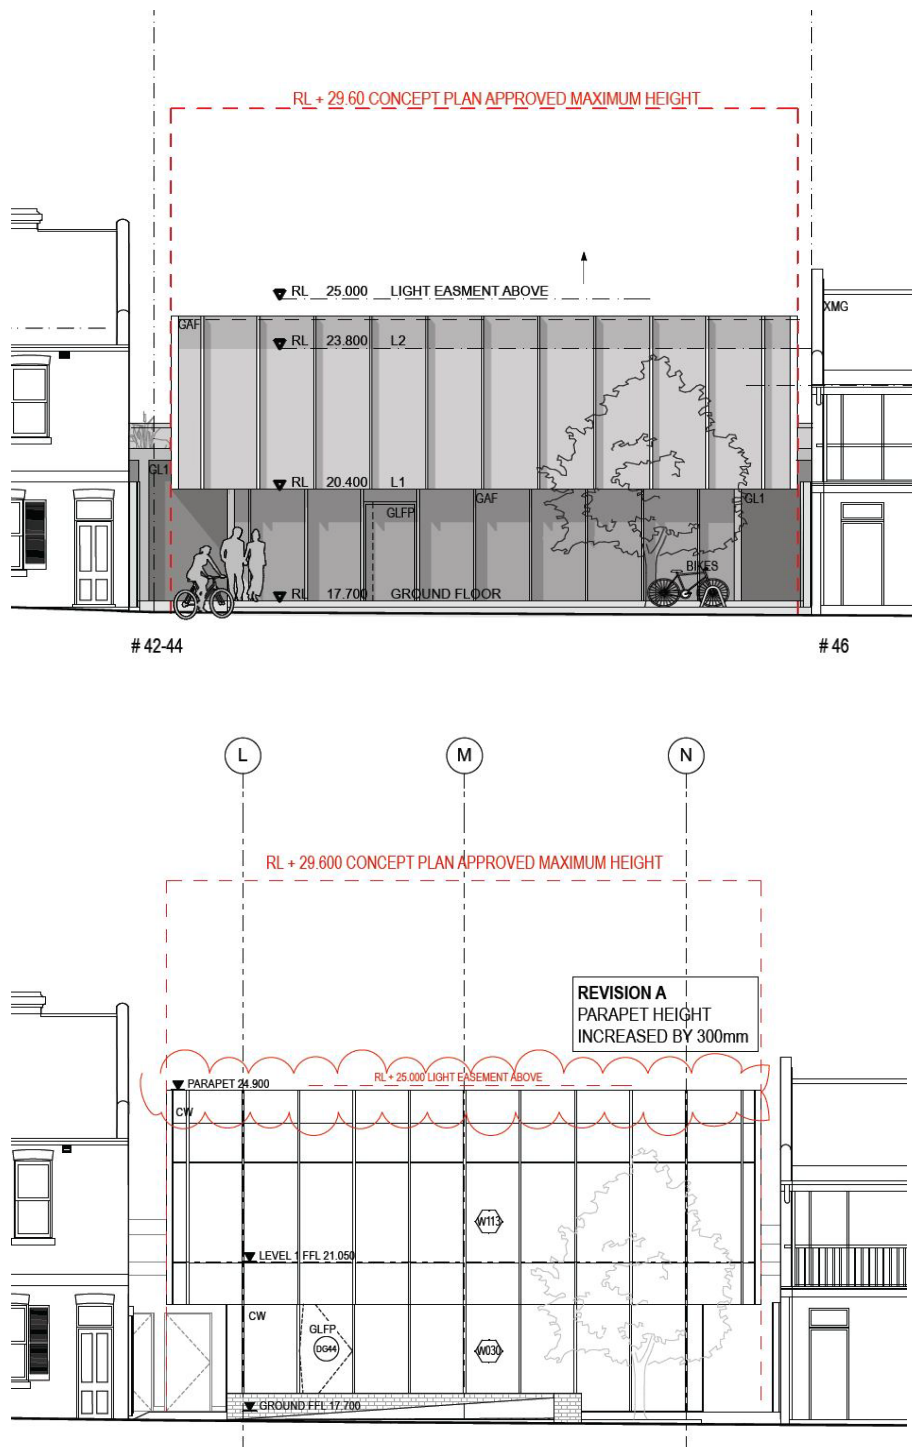 RL + 29.60 CONCEPT PLAN APPROVED MAXIMUM HEIGHT
RL 25.000 LIGHT EASMENT ABOVE
XMG
GAF
RL 23.800 L2
GL1
RL 20.400 L1
GAF
GL1
GLFP
BIKES
RL 17.700 GROUND FLOOR
# 42-44
# 46
L
M
N
RL + 29.600 CONCEPT PLAN APPROVED MAXIMUM HEIGHT
REVISION A
PARAPET HEIGHT
INCREASED BY 300mm
RL + 25.000 LIGHT EASEMENT ABOVE
PARAPET 24.900
CW
W113
LEVEL 1 FFL 21.050
CW
GLFP
DG44
W030
GROUND FFL 17.700